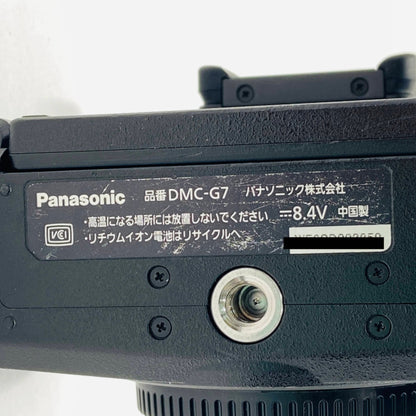 Panasonic 品番 DMC-G7 パナソニック株式会社
・高温になる場所には放置しないでください ⎓8.4V 中国製
VCI ・リチウムイオン電池はリサイクルへ